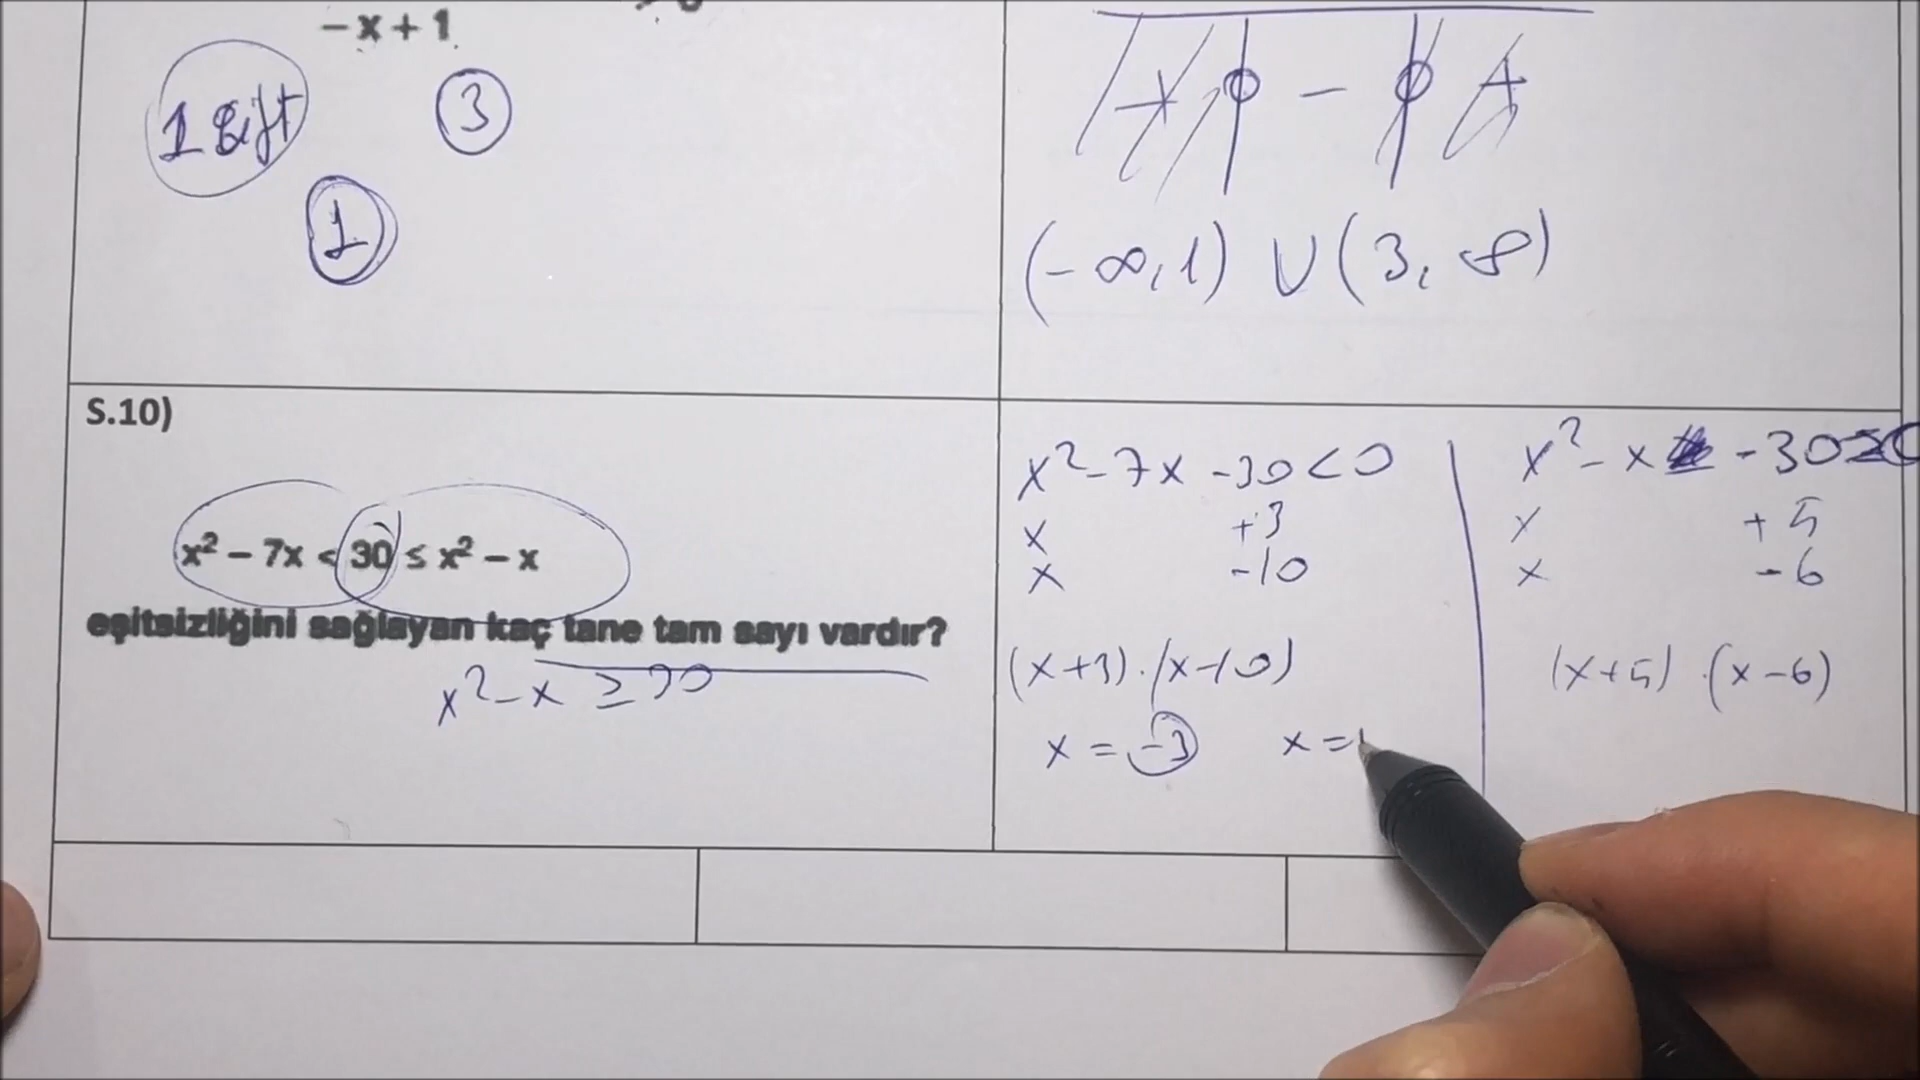 -x+1
1 çift
3
1
+ - +
(-∞,1) ∪ (3, ∞)
S.10)
x² - 7x < 30 ≤ x² - x
eşitsizliğini sağlayan kaç tane tam sayı vardır?
x² - x ≥ 30
x² - 7x - 30 < 0
x +3
x -10
(x+3).(x-10)
x = -3 x =
x² - x - 30 ≥ 0
x +5
x -6
(x+5).(x-6)